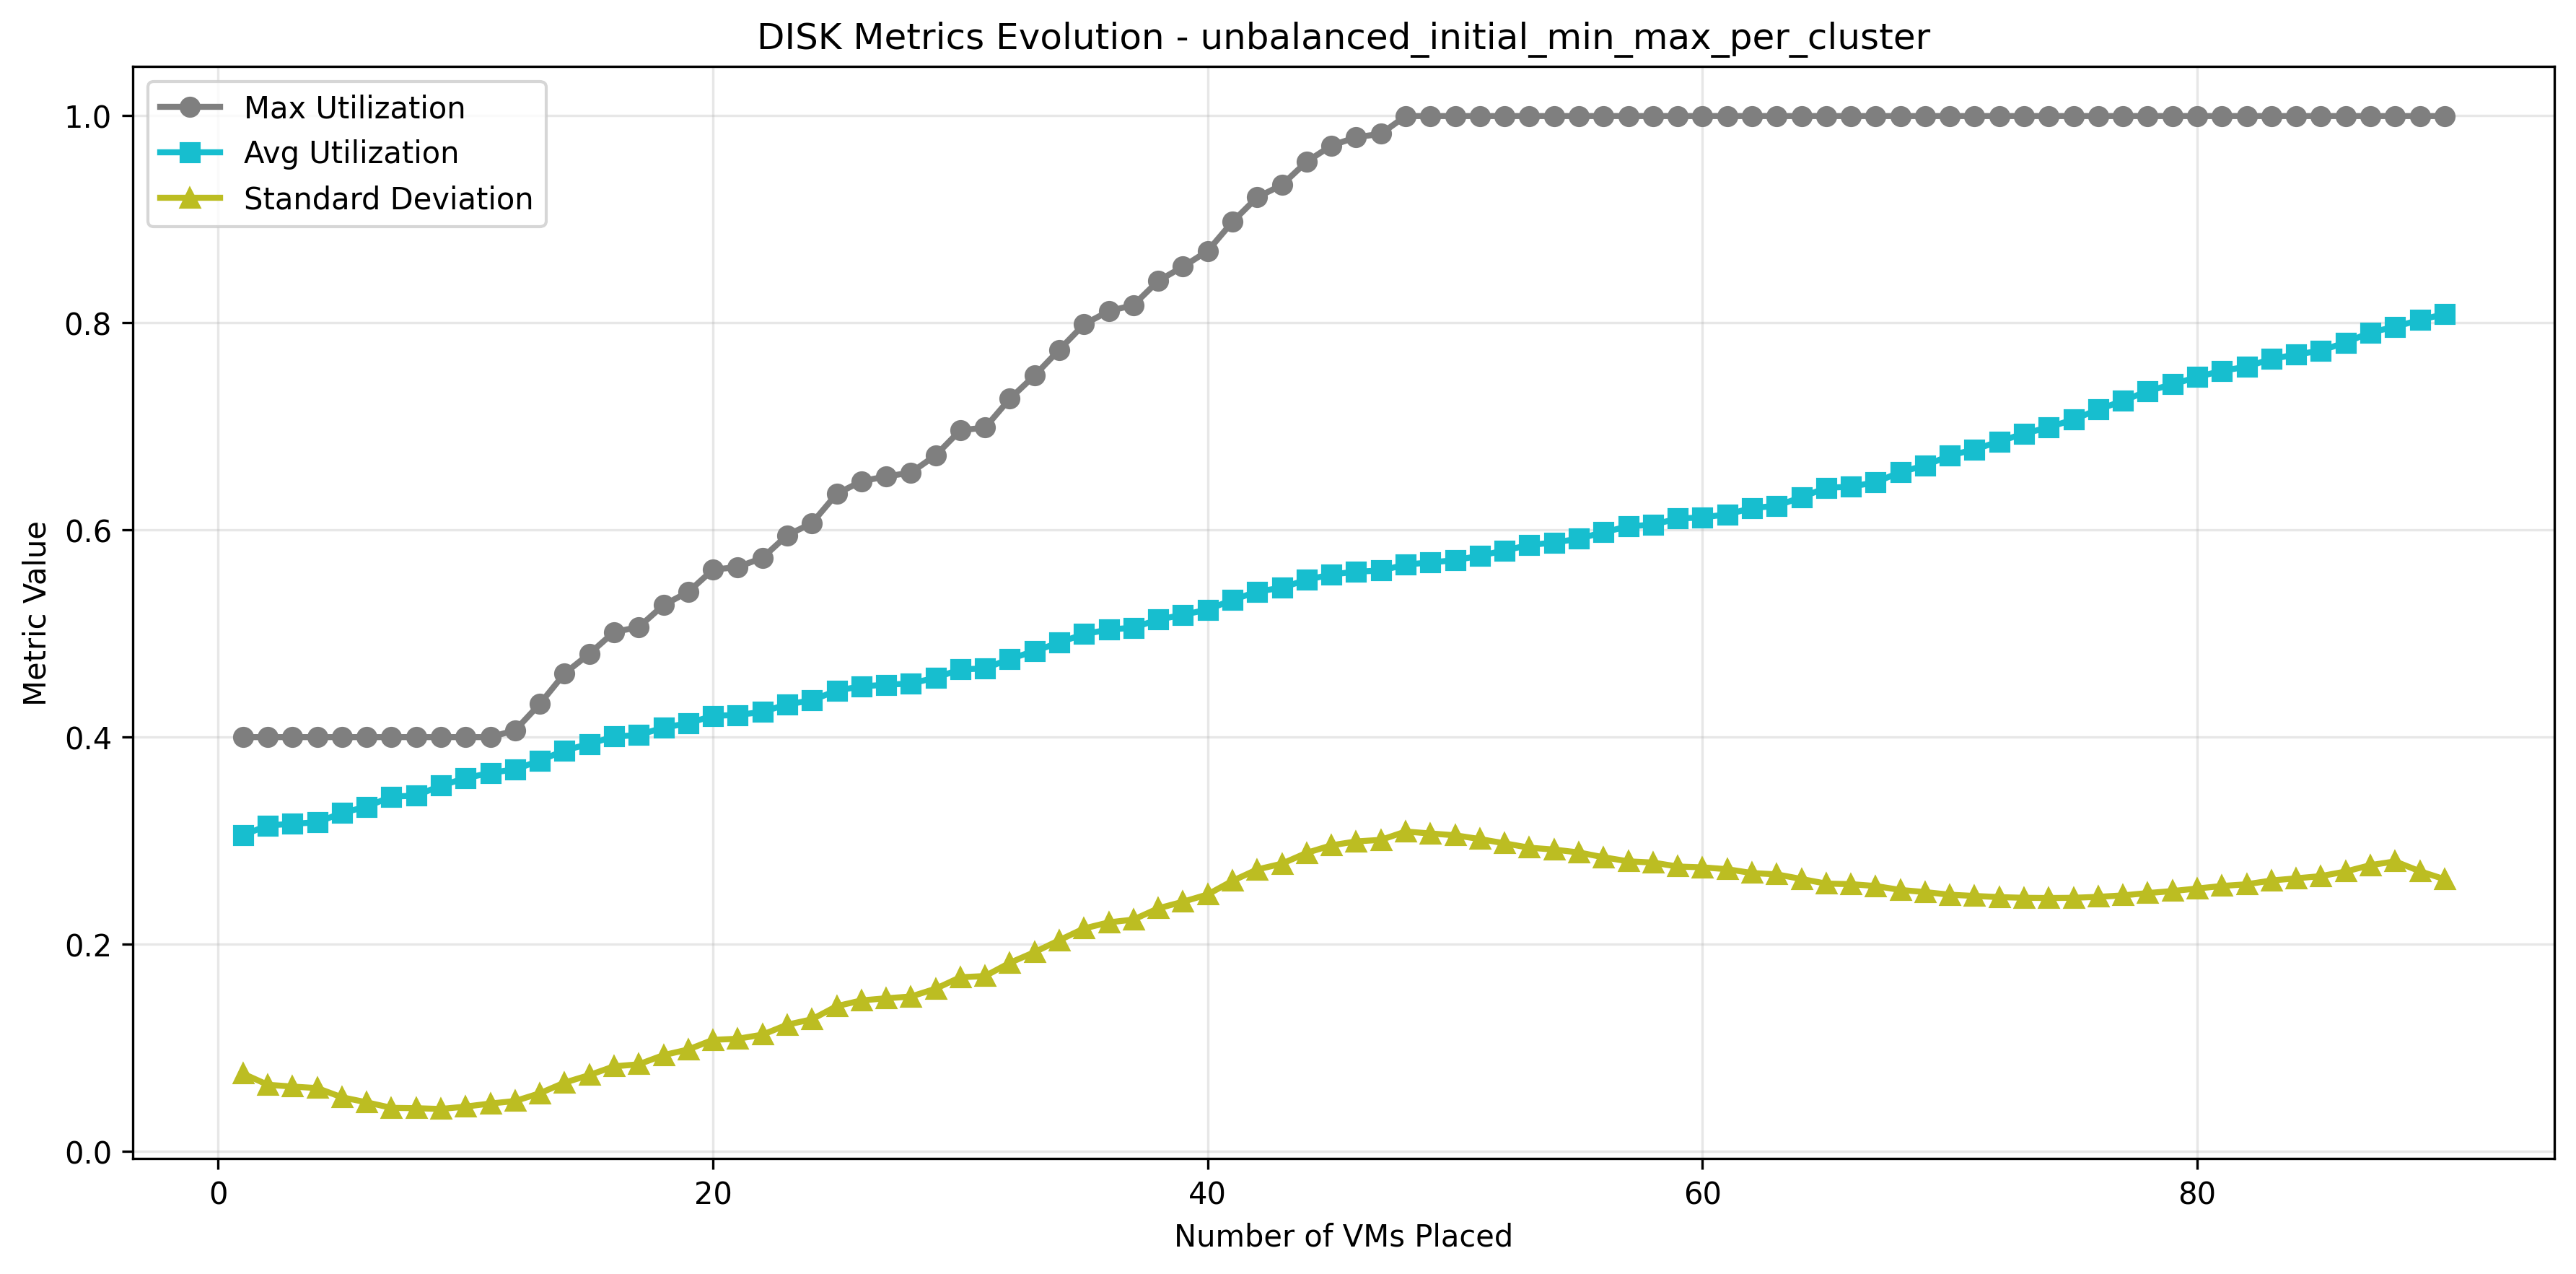 DISK Metrics Evolution - unbalanced_initial_min_max_per_cluster
Max Utilization
Avg Utilization
Standard Deviation
1.0
0.8
0.6
0.4
0.2
0.0
Metric Value
0 20 40 60 80
Number of VMs Placed